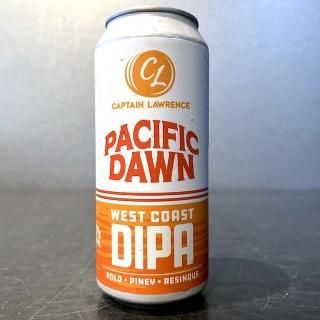 CL
CAPTAIN LAWRENCE
PACIFIC
DAWN
WEST COAST
DIPA
BOLD • PINEY • RESINOUS